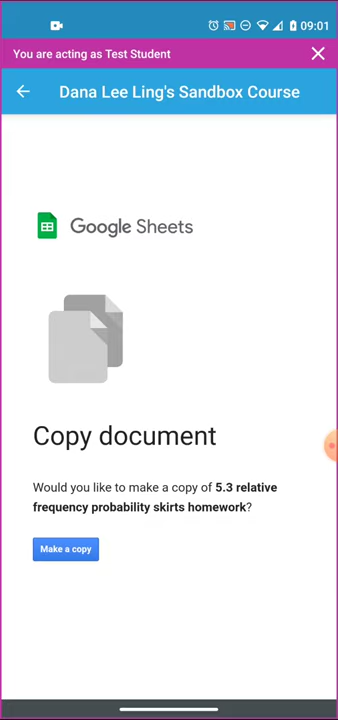 09:01
You are acting as Test Student
Dana Lee Ling's Sandbox Course
Google Sheets
Copy document
Would you like to make a copy of 5.3 relative
frequency probability skirts homework?
Make a copy